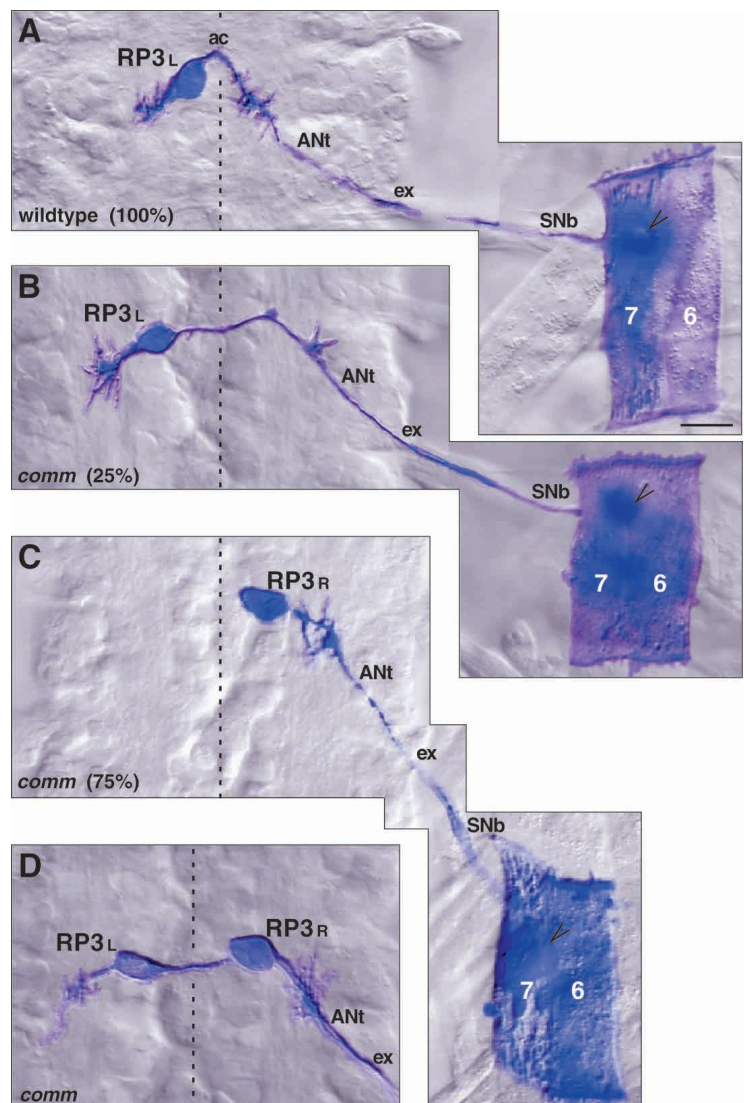 A
ac
RP3L
ANt
ex
wildtype (100%)
SNb
7 6
B
RP3L
ANt
ex
comm (25%)
SNb
7 6
C
RP3R
ANt
ex
comm (75%)
SNb
7 6
D
RP3L
RP3R
ANt
ex
comm